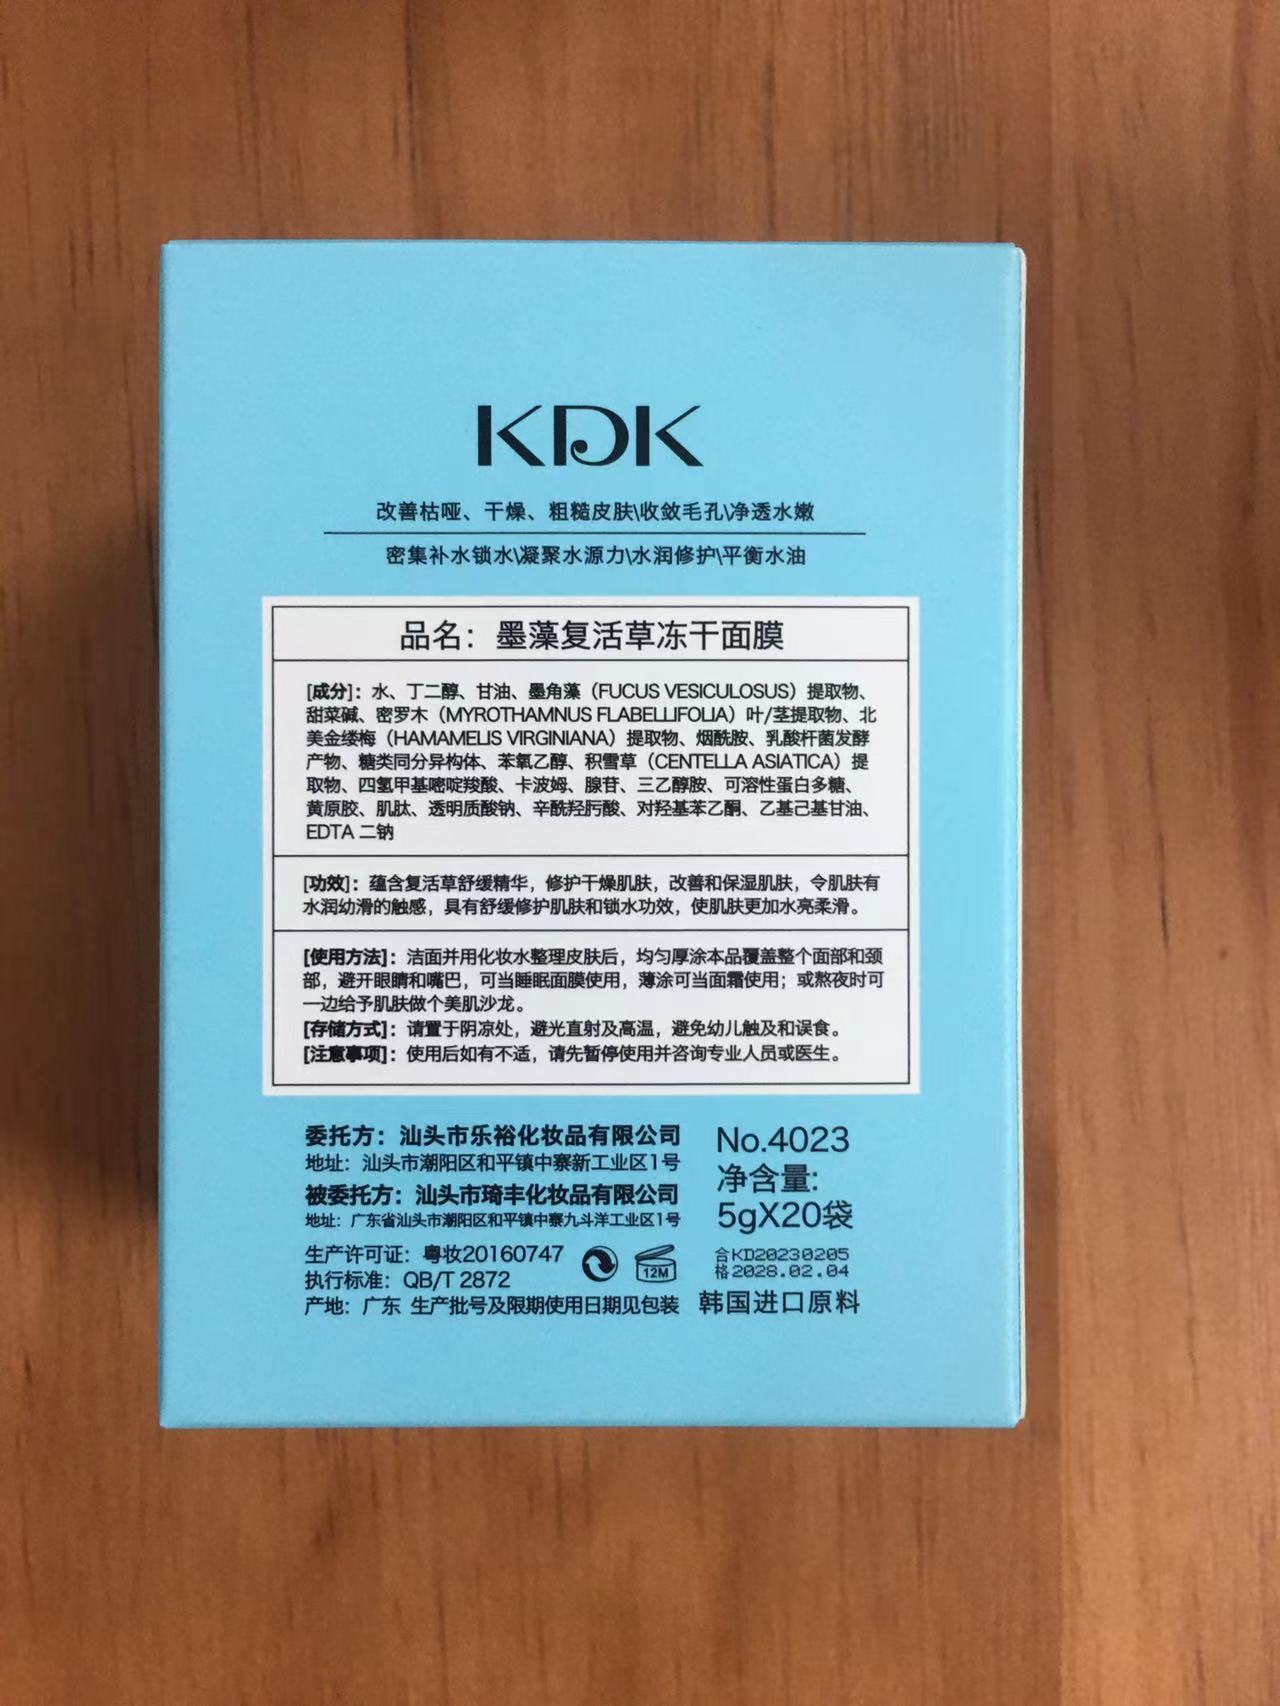 KDK
改善枯哑、干燥、粗糙皮肤\收敛毛孔\净透水嫩
密集补水锁水\凝聚水源力\水润修护\平衡水油
品名：墨藻复活草冻干面膜
[成分]：水、丁二醇、甘油、墨角藻（FUCUS VESICULOSUS）提取物、
甜菜碱、密罗木（MYROTHAMNUS FLABELLIFOLIA）叶/茎提取物、北
美金缕梅（HAMAMELIS VIRGINIANA）提取物、烟酰胺、乳酸杆菌发酵
产物、糖类同分异构体、苯氧乙醇、积雪草（CENTELLA ASIATICA）提
取物、四氢甲基嘧啶羧酸、卡波姆、腺苷、三乙醇胺、可溶性蛋白多糖、
黄原胶、肌肽、透明质酸钠、辛酰羟肟酸、对羟基苯乙酮、乙基己基甘油、
EDTA 二钠
[功效]：蕴含复活草舒缓精华，修护干燥肌肤，改善和保湿肌肤，令肌肤有
水润幼滑的触感，具有舒缓修护肌肤和锁水功效，使肌肤更加水亮柔滑。
[使用方法]：洁面并用化妆水整理皮肤后，均匀厚涂本品覆盖整个面部和颈
部，避开眼睛和嘴巴，可当睡眠面膜使用，薄涂可当面霜使用；或熬夜时可
一边给予肌肤做个美肌沙龙。
[存储方式]：请置于阴凉处，避光直射及高温，避免幼儿触及和误食。
[注意事项]：使用后如有不适，请先暂停使用并咨询专业人员或医生。
委托方：汕头市乐裕化妆品有限公司
地址：汕头市潮阳区和平镇中寨新工业区1号
被委托方：汕头市琦丰化妆品有限公司
地址：广东省汕头市潮阳区和平镇中寨九斗洋工业区1号
生产许可证：粤妆20160747
执行标准：QB/T 2872
产地：广东 生产批号及限期使用日期见包装
12M
No.4023
净含量:
5gX20袋
合KD20230205
格2028.02.04
韩国进口原料